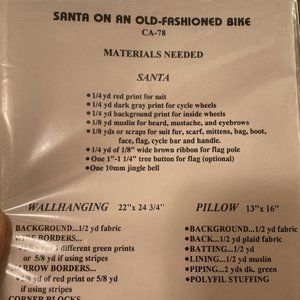 SANTA ON AN OLD-FASHIONED BIKE
CA-78
MATERIALS NEEDED
SANTA
• 1/4 yd red print for suit
• 1/4 yd dark gray print for cycle wheels
• 1/4 yd background print for inside wheels
• 1/8 yd muslin for beard, mustache, and eyebrows
• 1/8 yds or scraps for suit fur, scarf, mittens, bag, boot,
face, flag, cycle bar and handle.
• 1/4 yd of 1/8" wide brown ribbon for flag pole
• One 1"-1 1/4" tree button for flag (optional)
• One 10mm jingle bell
WALLHANGING 22"x 24 3/4"
BACKGROUND...1/2 yd fabric
BORDERS...
different green prints
or 5/8 yd if using stripes
NARROW BORDERS...
yd of red print or 5/8 yd
if using stripes
CORNER BLOCKS
PILLOW 13"x 16"
• BACKGROUND...1/2 yd fabric
• BACK...1/2 yd plaid fabric
• BATTING...1/2 yd
• LINING...1/2 yd muslin
• PIPING...2 yds dk. green
• POLYFIL STUFFING